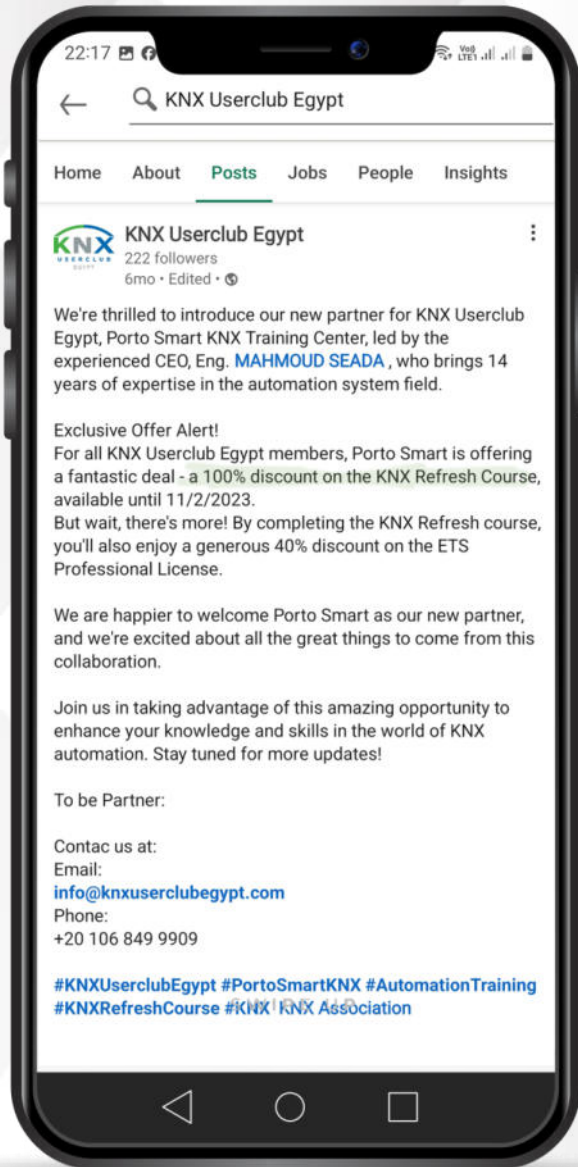 22:17
Vo))
LTE1
KNX Userclub Egypt
Home About Posts Jobs People Insights
KNX
USERCLUB
EGYPT
KNX Userclub Egypt
222 followers
6mo • Edited •
We're thrilled to introduce our new partner for KNX Userclub
Egypt, Porto Smart KNX Training Center, led by the
experienced CEO, Eng. MAHMOUD SEADA , who brings 14
years of expertise in the automation system field.
Exclusive Offer Alert!
For all KNX Userclub Egypt members, Porto Smart is offering
a fantastic deal - a 100% discount on the KNX Refresh Course,
available until 11/2/2023.
But wait, there's more! By completing the KNX Refresh course,
you'll also enjoy a generous 40% discount on the ETS
Professional License.
We are happier to welcome Porto Smart as our new partner,
and we're excited about all the great things to come from this
collaboration.
Join us in taking advantage of this amazing opportunity to
enhance your knowledge and skills in the world of KNX
automation. Stay tuned for more updates!
To be Partner:
Contac us at:
Email:
info@knxuserclubegypt.com
Phone:
+20 106 849 9909
#KNXUserclubEgypt #PortoSmartKNX #AutomationTraining
#KNXRefreshCourse #KNX KNX Association
SWIPE UP